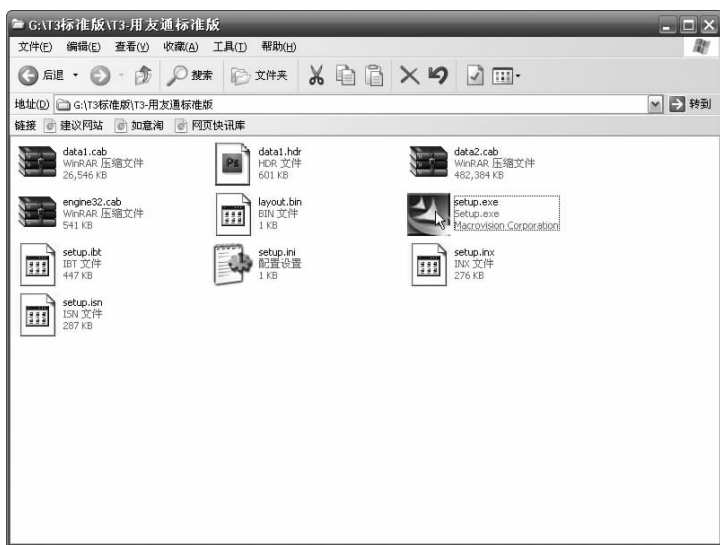 G:\T3标准版\T3-用友通标准版
文件(F) 编辑(E) 查看(V) 收藏(A) 工具(T) 帮助(H)
后退 搜索 文件夹
地址(D) G:\T3标准版\T3-用友通标准版 转到
链接 建议网站 如意淘 网页快讯库
data1.cab
WinRAR 压缩文件
26,546 KB
data1.hdr
HDR 文件
601 KB
data2.cab
WinRAR 压缩文件
482,384 KB
engine32.cab
WinRAR 压缩文件
541 KB
layout.bin
BIN 文件
1 KB
setup.exe
Setup.exe
Macrovision Corporation
setup.ibt
IBT 文件
447 KB
setup.ini
配置设置
1 KB
setup.inx
INX 文件
276 KB
setup.isn
ISN 文件
287 KB
Ps